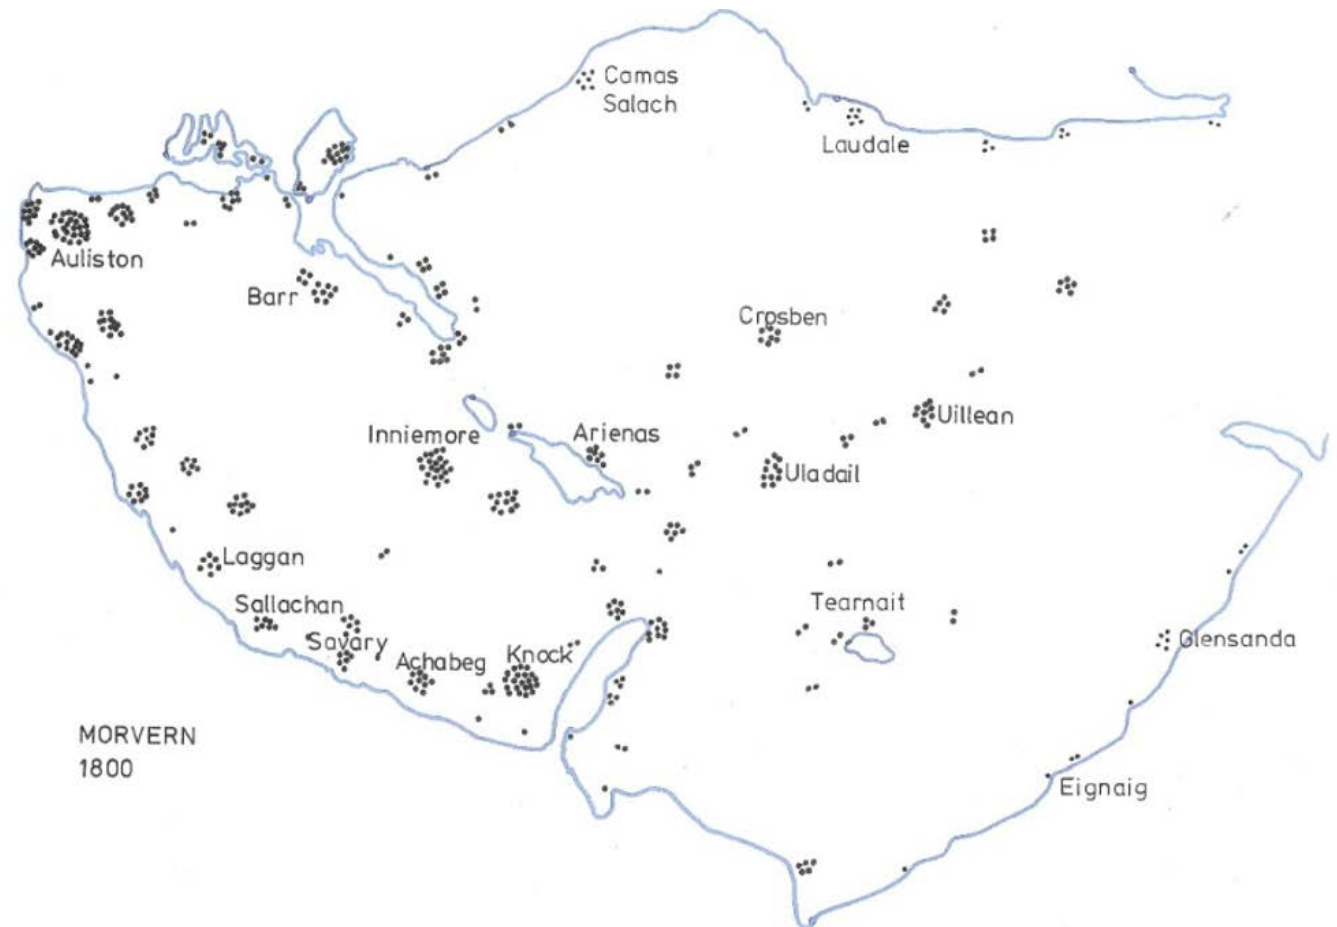 Camas
Salach
Laudale
Auliston
Barr
Crosben
Uillean
Inniemore
Arienas
Uladail
Laggan
Sallachan
Tearnait
Savary
Achabeg
Knock
Glensanda
MORVERN
1800
Eignaig